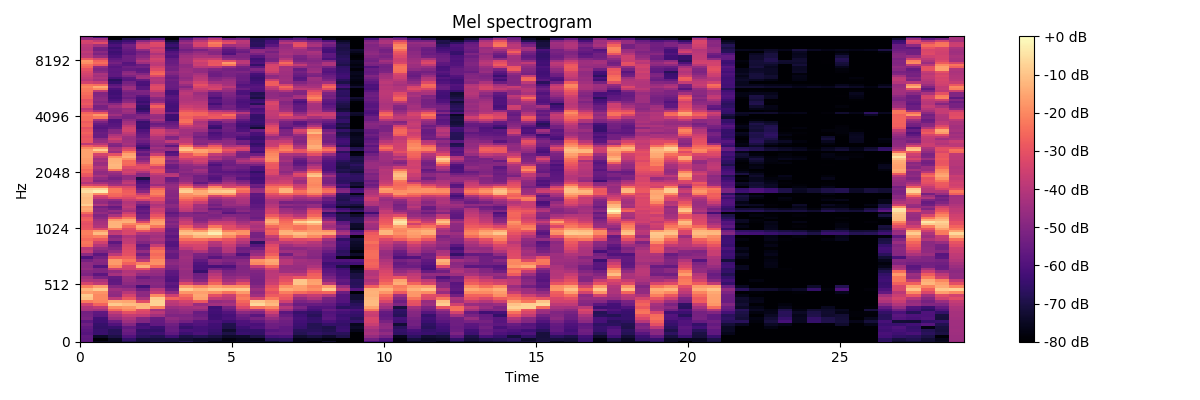 Mel spectrogram
+0 dB
8192
-10 dB
4096
-20 dB
-30 dB
2048
Hz
-40 dB
1024
-50 dB
512
-60 dB
-70 dB
0
-80 dB
0 5 10 15 20 25
Time